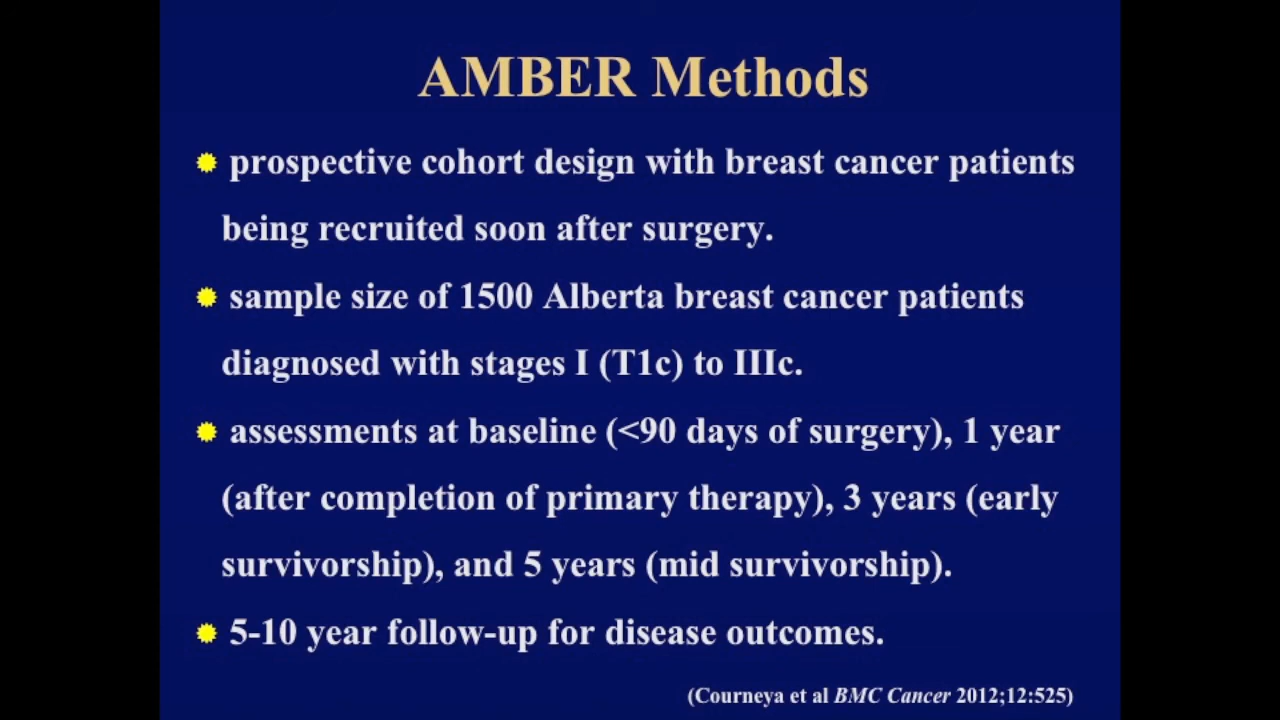 AMBER Methods
prospective cohort design with breast cancer patients
being recruited soon after surgery.
sample size of 1500 Alberta breast cancer patients
diagnosed with stages I (T1c) to IIIc.
assessments at baseline (<90 days of surgery), 1 year
(after completion of primary therapy), 3 years (early
survivorship), and 5 years (mid survivorship).
5-10 year follow-up for disease outcomes.
(Courneya et al BMC Cancer 2012;12:525)